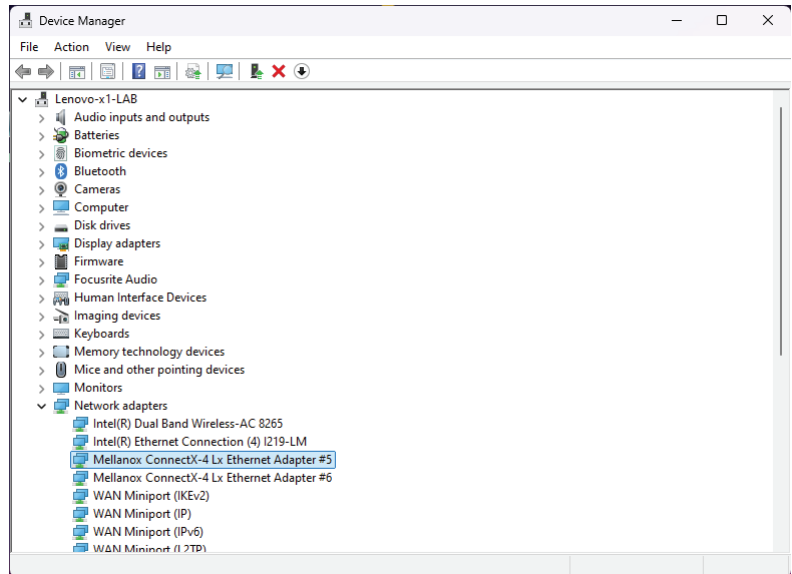 Device Manager
File Action View Help
Lenovo-x1-LAB
Audio inputs and outputs
Batteries
Biometric devices
Bluetooth
Cameras
Computer
Disk drives
Display adapters
Firmware
Focusrite Audio
Human Interface Devices
Imaging devices
Keyboards
Memory technology devices
Mice and other pointing devices
Monitors
Network adapters
Intel(R) Dual Band Wireless-AC 8265
Intel(R) Ethernet Connection (4) I219-LM
Mellanox ConnectX-4 Lx Ethernet Adapter #5
Mellanox ConnectX-4 Lx Ethernet Adapter #6
WAN Miniport (IKEv2)
WAN Miniport (IP)
WAN Miniport (IPv6)
WAN Miniport (L2TP)